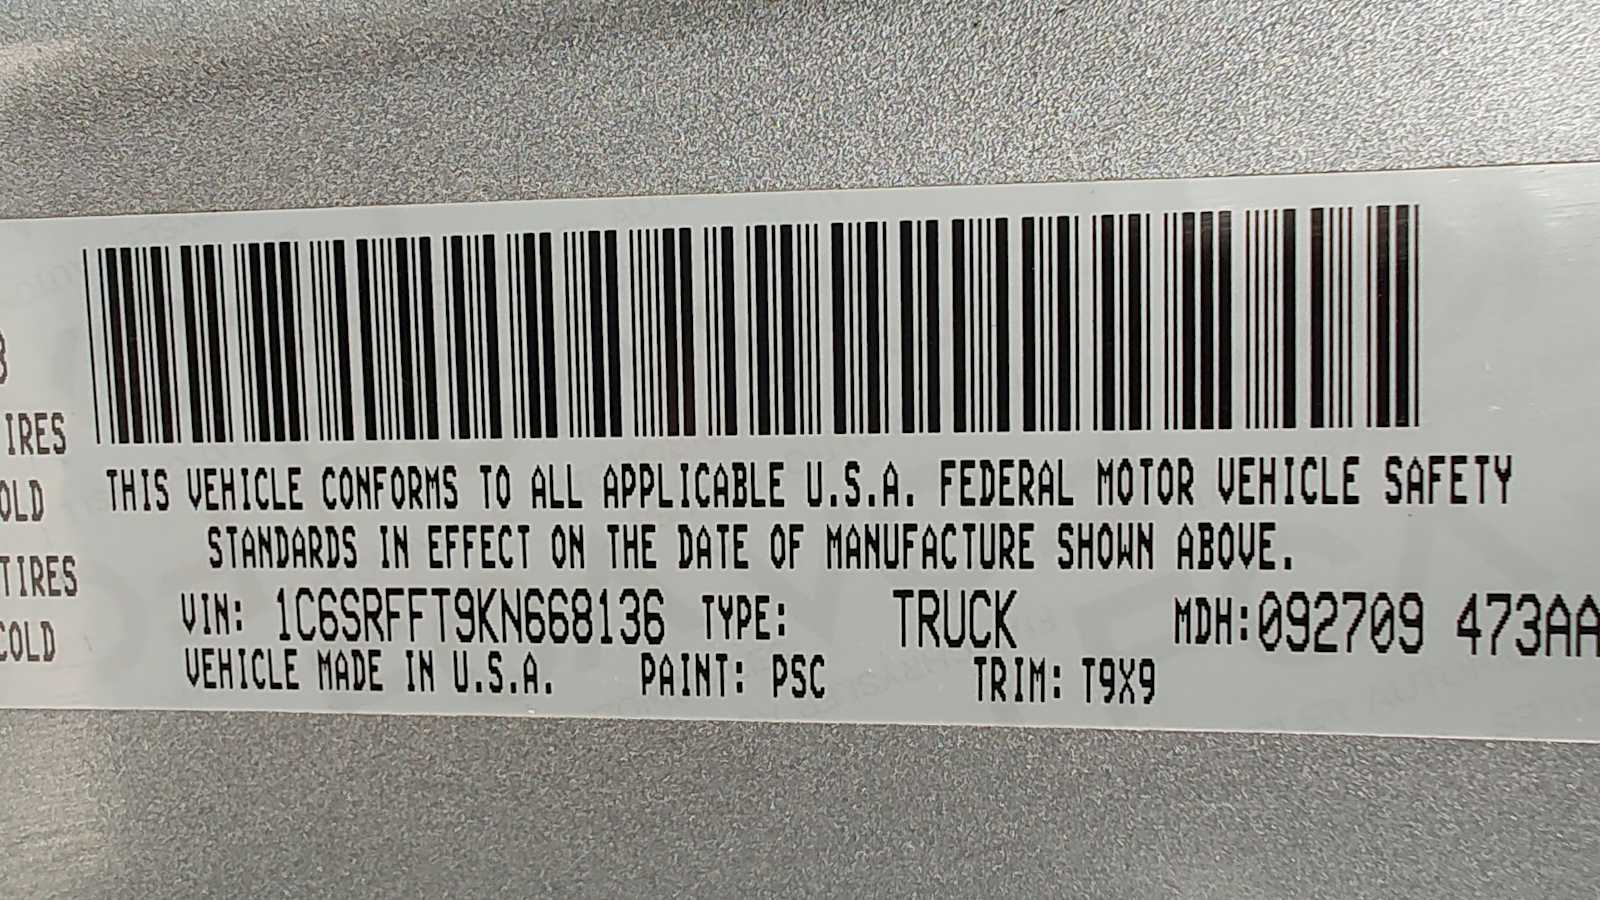 IRES
OLD
TIRES
COLD
THIS VEHICLE CONFORMS TO ALL APPLICABLE U.S.A. FEDERAL MOTOR VEHICLE SAFETY
STANDARDS IN EFFECT ON THE DATE OF MANUFACTURE SHOWN ABOVE.
VIN: 1C6SRFFT9KN668136 TYPE: TRUCK MDH:092709 473AA
VEHICLE MADE IN U.S.A. PAINT: PSC TRIM: T9X9